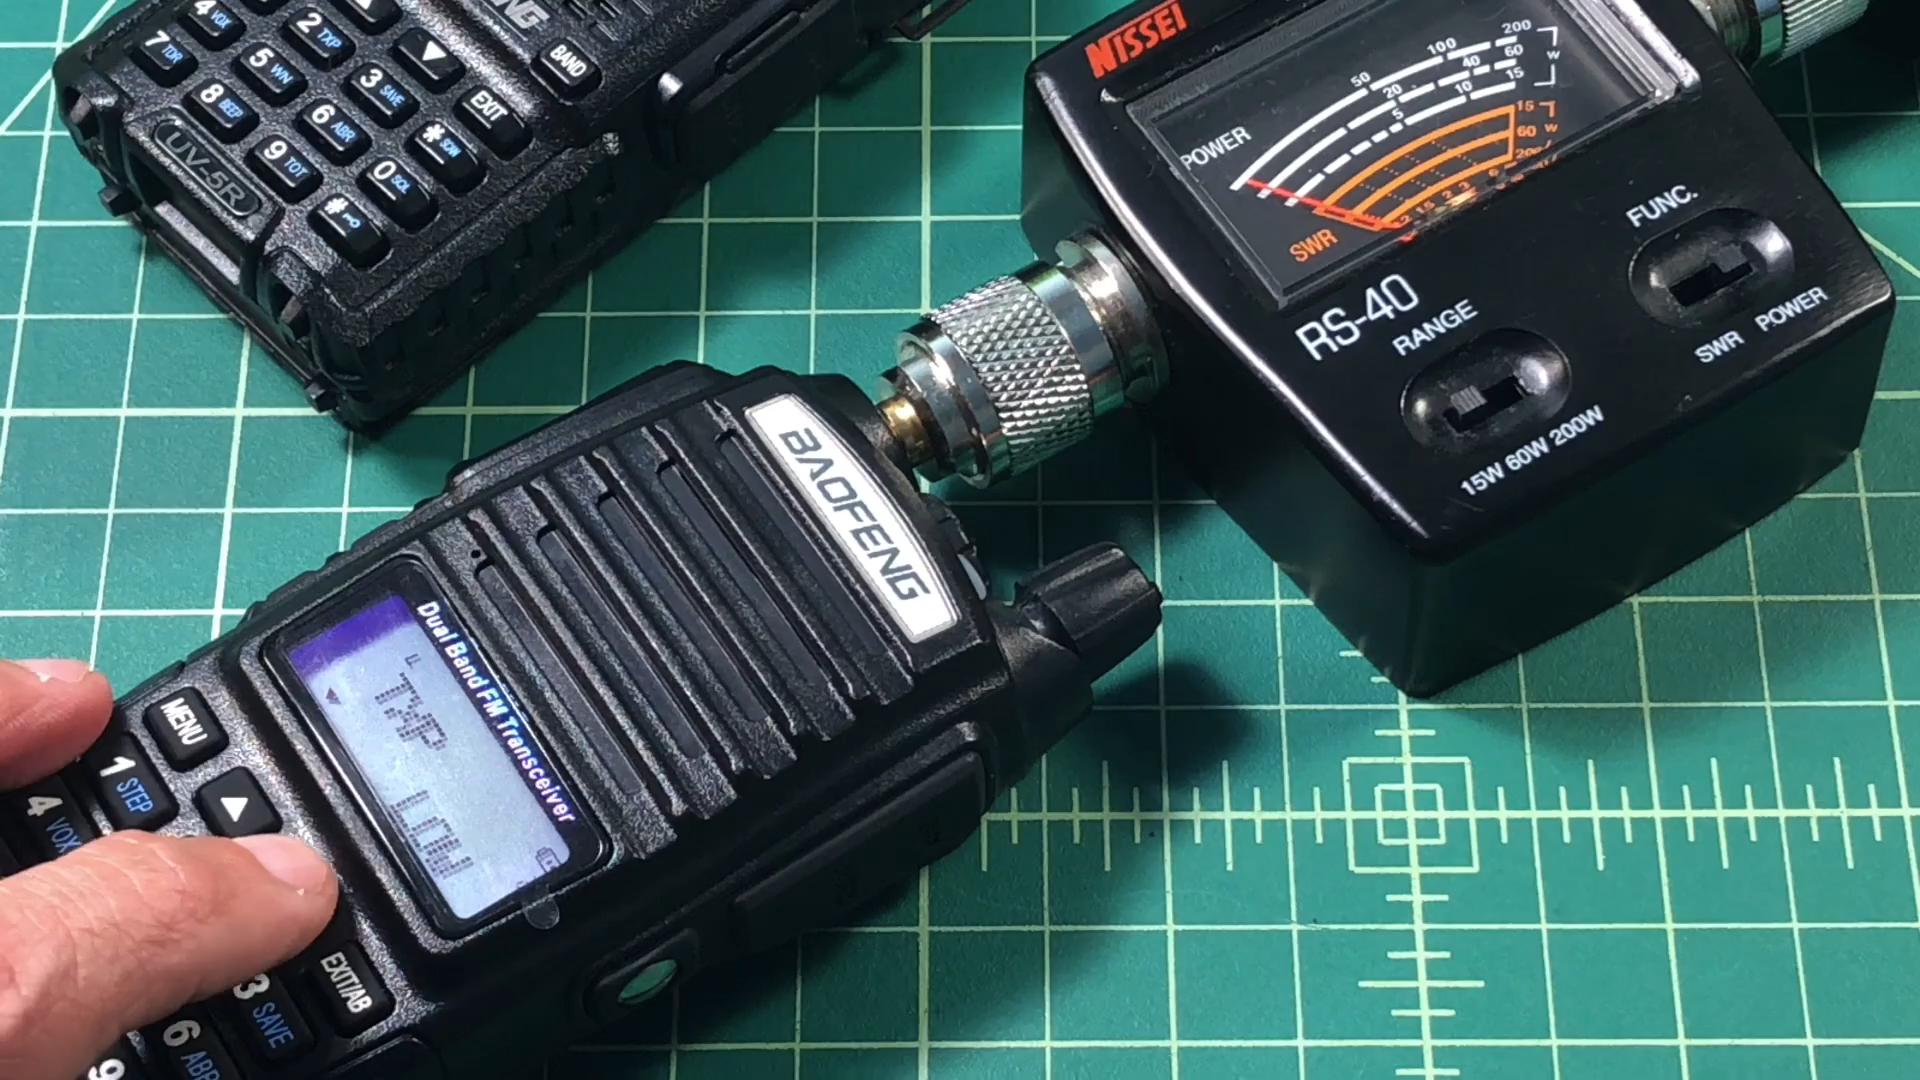 4 VOX
7 TDR
2 TXP
5 WN
8 BEEP
3 SAVE
6 ABR
9 TOT
EXIT
BAND
* SCN
0 SQL
#
UV-5R
NISSEI
POWER
50 100 200
20 40 60
5 10 15
W
15
60
200
W
SWR
RS-40
RANGE
15W 60W 200W
FUNC.
SWR POWER
BAOFENG
Dual Band FM Transceiver
TXP
MENU
1 STEP
4 VOX
EXIT/AB
3 SAVE
6 ABR
9